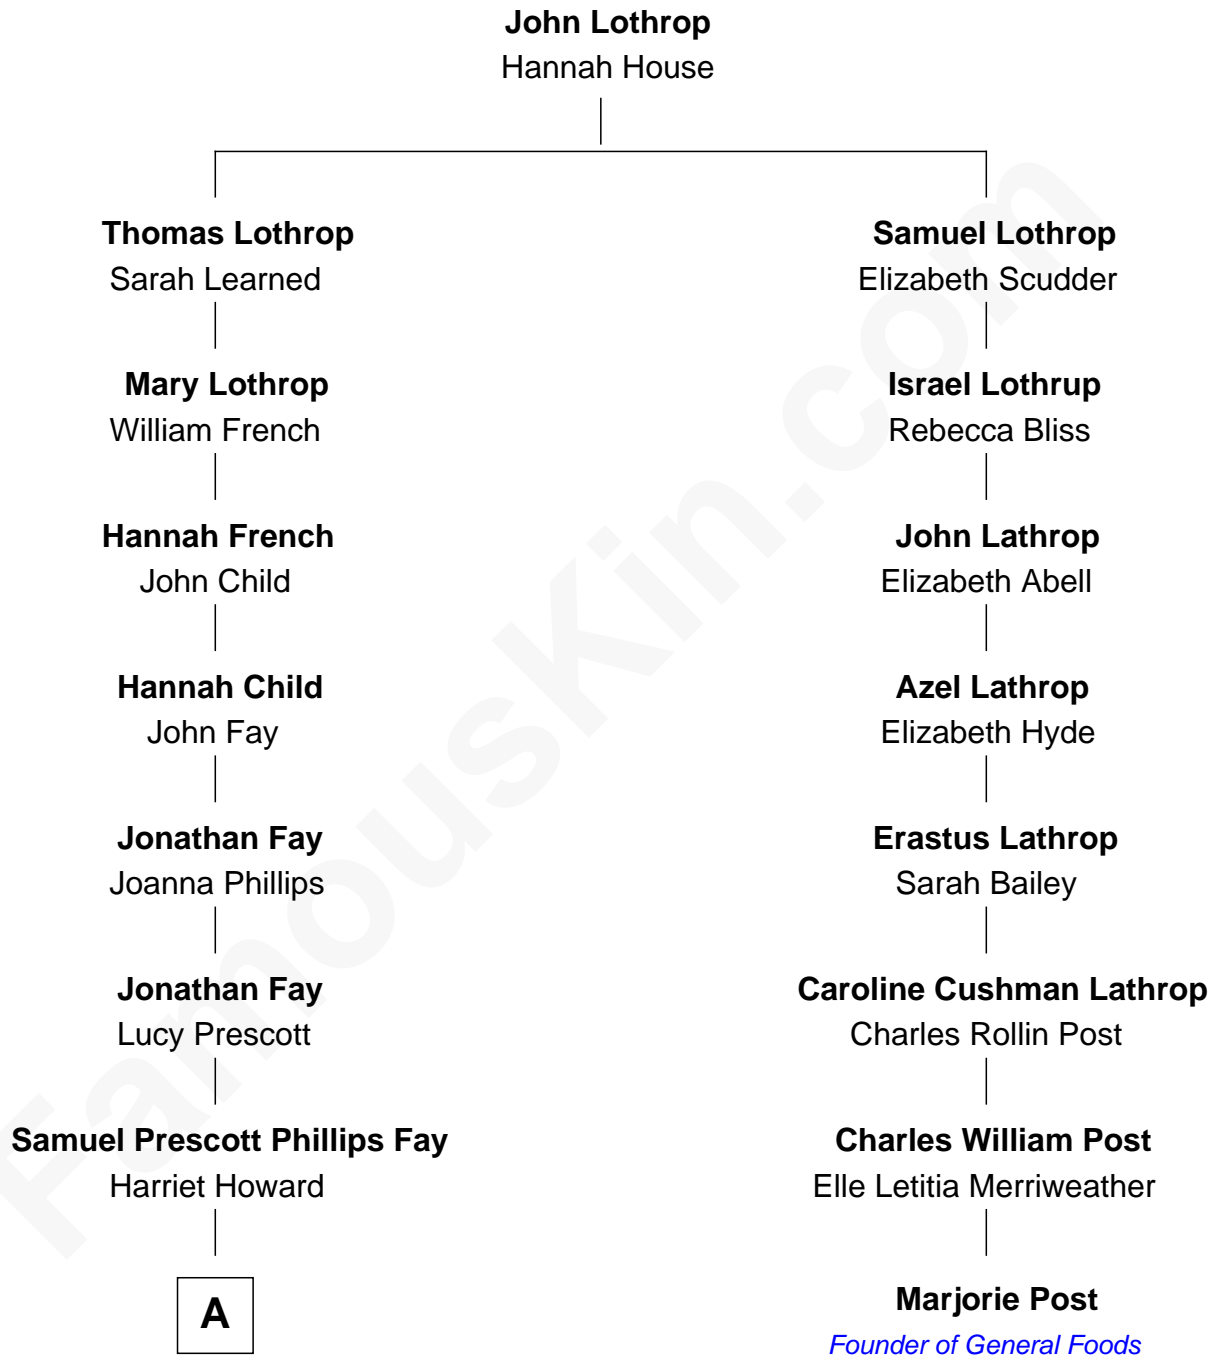 John Lothrop
Hannah House
Thomas Lothrop
Sarah Learned
Samuel Lothrop
Elizabeth Scudder
Mary Lothrop
William French
Israel Lothrup
Rebecca Bliss
Hannah French
John Child
John Lathrop
Elizabeth Abell
Hannah Child
John Fay
Azel Lathrop
Elizabeth Hyde
Jonathan Fay
Joanna Phillips
Erastus Lathrop
Sarah Bailey
Jonathan Fay
Lucy Prescott
Caroline Cushman Lathrop
Charles Rollin Post
Samuel Prescott Phillips Fay
Harriet Howard
Charles William Post
Elle Letitia Merriweather
A
Marjorie Post
Founder of General Foods
FamousKin.com